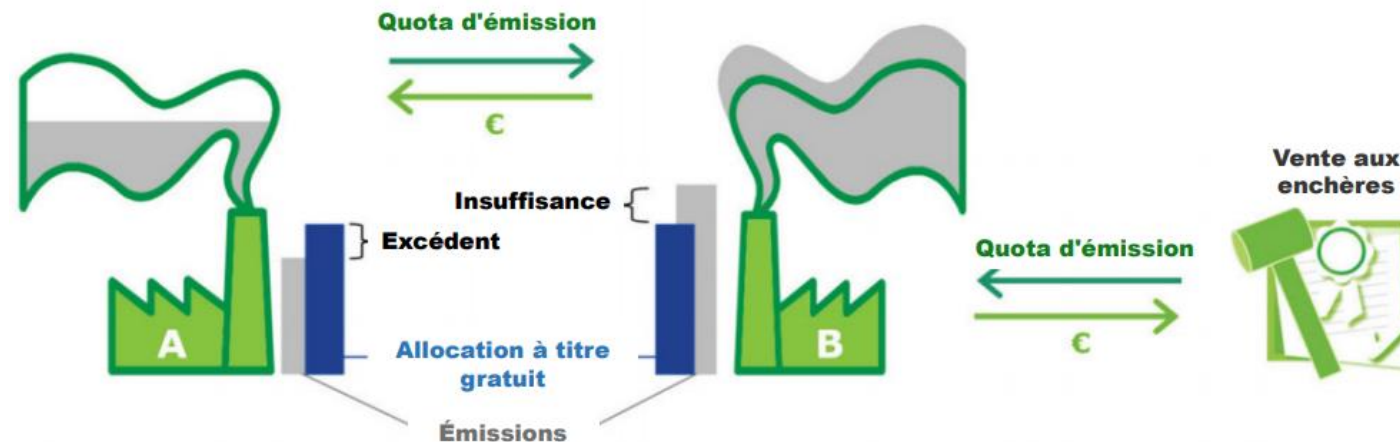 Quota d'émission
€
Vente aux
enchères
Insuffisance
Excédent
Quota d'émission
A
B
€
Allocation à titre
gratuit
Émissions